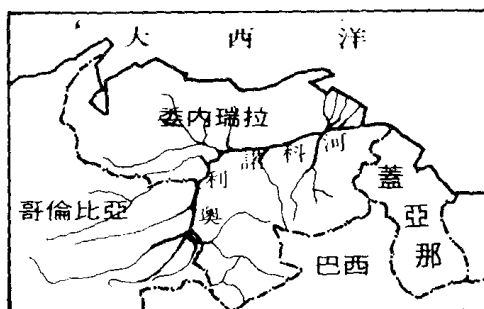 大西洋
委内瑞拉
奧利諾科河
哥倫比亞
蓋亞那
巴西